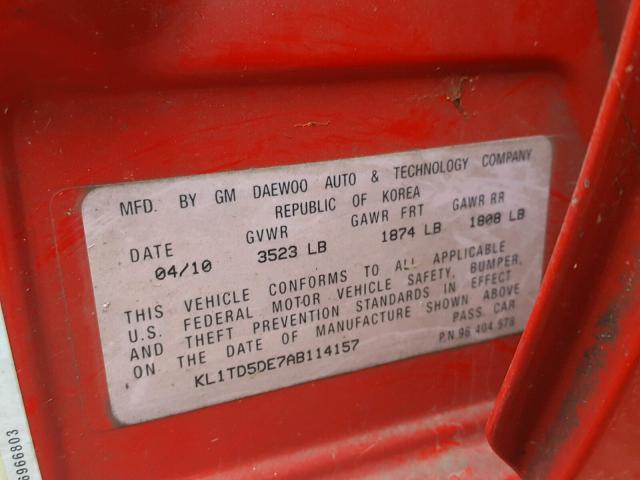 MFD. BY GM DAEWOO AUTO & TECHNOLOGY COMPANY
REPUBLIC OF KOREA
DATE GVWR GAWR FRT GAWR RR
04/10 3523 LB 1874 LB 1808 LB
THIS VEHICLE CONFORMS TO ALL APPLICABLE
U.S. FEDERAL MOTOR VEHICLE SAFETY, BUMPER,
AND THEFT PREVENTION STANDARDS IN EFFECT
ON THE DATE OF MANUFACTURE SHOWN ABOVE
PASS. CAR
KL1TD5DE7AB114157
P.N 96 404 578
6966803